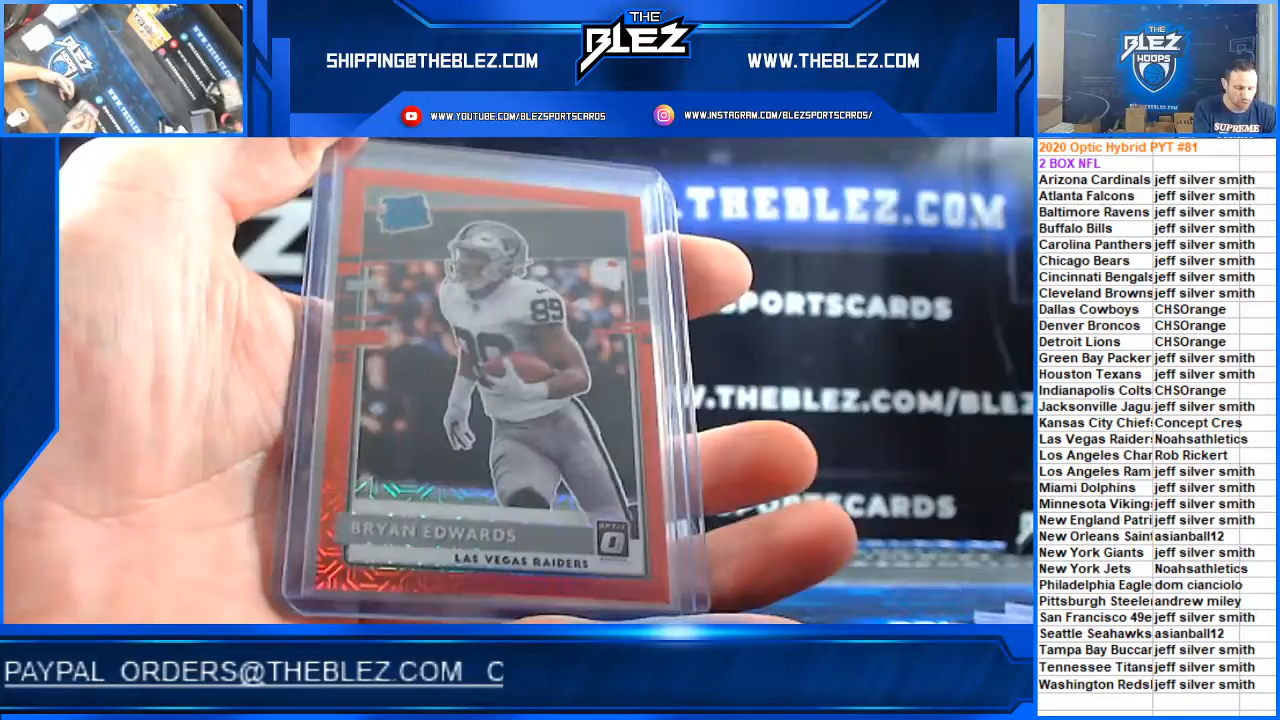 THE
BLEZ
SHIPPING@THEBLEZ.COM
WWW.THEBLEZ.COM
WWW.YOUTUBE.COM/BLEZSPORTSCARDS
WWW.INSTAGRAM.COM/BLEZSPORTSCARDS/
THE
BLEZ
HOOPS
SUPREME
.THEBLEZ.COM
SPORTSCARDS
W.THEBLEZ.COM/BLEZ
SPORTSCARDS
89
BRYAN EDWARDS
LAS VEGAS RAIDERS
OPTIC
2020 Optic Hybrid PYT #81
2 BOX NFL
Arizona Cardinals jeff silver smith
Atlanta Falcons jeff silver smith
Baltimore Ravens jeff silver smith
Buffalo Bills jeff silver smith
Carolina Panthers jeff silver smith
Chicago Bears jeff silver smith
Cincinnati Bengals jeff silver smith
Cleveland Browns jeff silver smith
Dallas Cowboys CHSOrange
Denver Broncos CHSOrange
Detroit Lions CHSOrange
Green Bay Packer jeff silver smith
Houston Texans jeff silver smith
Indianapolis Colts CHSOrange
Jacksonville Jagu jeff silver smith
Kansas City Chief Concept Cres
Las Vegas Raider Noahsathletics
Los Angeles Char Rob Rickert
Los Angeles Ram jeff silver smith
Miami Dolphins jeff silver smith
Minnesota Viking jeff silver smith
New England Patri jeff silver smith
New Orleans Saint asianball12
New York Giants jeff silver smith
New York Jets Noahsathletics
Philadelphia Eagle dom cianciolo
Pittsburgh Steele andrew miley
San Francisco 49e jeff silver smith
Seattle Seahawks asianball12
Tampa Bay Buccan jeff silver smith
Tennessee Titans jeff silver smith
Washington Redsl jeff silver smith
PAYPAL ORDERS@THEBLEZ.COM C